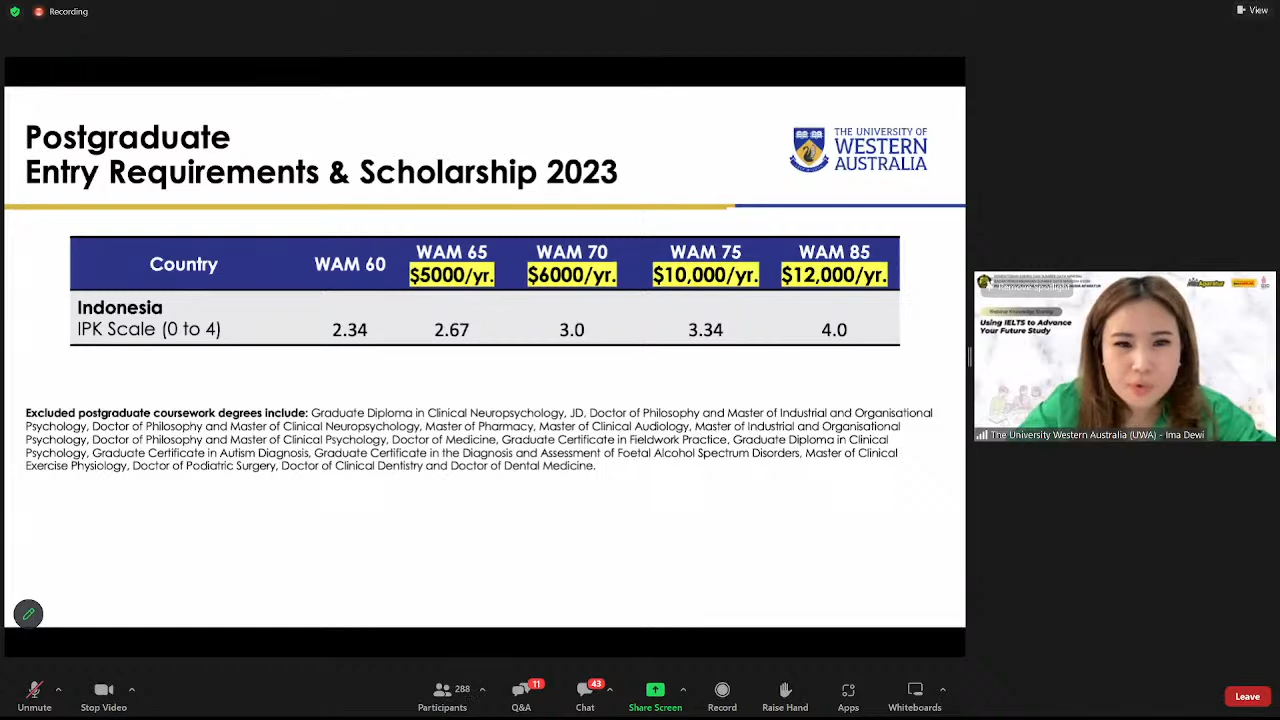 Recording
View
Postgraduate
Entry Requirements & Scholarship 2023
THE UNIVERSITY OF
WESTERN
AUSTRALIA
Country WAM 60 WAM 65 WAM 70 WAM 75 WAM 85
$5000/yr. $6000/yr. $10,000/yr. $12,000/yr.
Indonesia
IPK Scale (0 to 4) 2.34 2.67 3.0 3.34 4.0
Excluded postgraduate coursework degrees include: Graduate Diploma in Clinical Neuropsychology, JD, Doctor of Philosophy and Master of Industrial and Organisational
Psychology, Doctor of Philosophy and Master of Clinical Neuropsychology, Master of Pharmacy, Master of Clinical Audiology, Master of Industrial and Organisational
Psychology, Doctor of Philosophy and Master of Clinical Psychology, Doctor of Medicine, Graduate Certificate in Fieldwork Practice, Graduate Diploma in Clinical
Psychology, Graduate Certificate in Autism Diagnosis, Graduate Certificate in the Diagnosis and Assessment of Foetal Alcohol Spectrum Disorders, Master of Clinical
Exercise Physiology, Doctor of Podiatric Surgery, Doctor of Clinical Dentistry and Doctor of Dental Medicine.
Webinar Knowledge Sharing
Using IELTS to Advance
Your Future Study
The University Western Australia (UWA) - Ima Dewi
Unmute
Stop Video
288
Participants
11
Q&A
43
Chat
Share Screen
Record
Raise Hand
Apps
Whiteboards
Leave